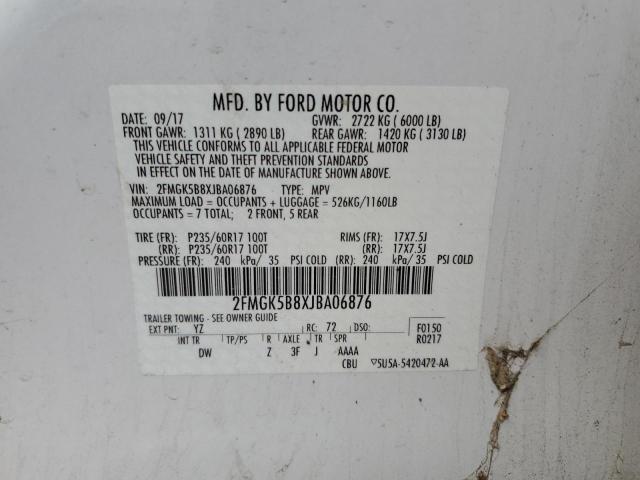 MFD. BY FORD MOTOR CO.
DATE: 09/17 GVWR: 2722 KG ( 6000 LB)
FRONT GAWR: 1311 KG ( 2890 LB) REAR GAWR: 1420 KG ( 3130 LB)
THIS VEHICLE CONFORMS TO ALL APPLICABLE FEDERAL MOTOR
VEHICLE SAFETY AND THEFT PREVENTION STANDARDS
IN EFFECT ON THE DATE OF MANUFACTURE SHOWN ABOVE.
VIN: 2FMGK5B8XJBA06876 TYPE: MPV
MAXIMUM LOAD = OCCUPANTS + LUGGAGE = 526KG/1160LB
OCCUPANTS = 7 TOTAL; 2 FRONT, 5 REAR
TIRE (FR): P235/60R17 100T RIMS (FR): 17X7.5J
(RR): P235/60R17 100T (RR): 17X7.5J
PRESSURE (FR): 240 kPa/ 35 PSI COLD (RR): 240 kPa/ 35 PSI COLD
2FMGK5B8XJBA06876
TRAILER TOWING - SEE OWNER GUIDE
EXT PNT: YZ RC: 72 DSO: F0150
INT TR TP/PS R AXLE TR SPR R0217
DW Z 3F J AAAA
CBU 5U5A-5420472-AA